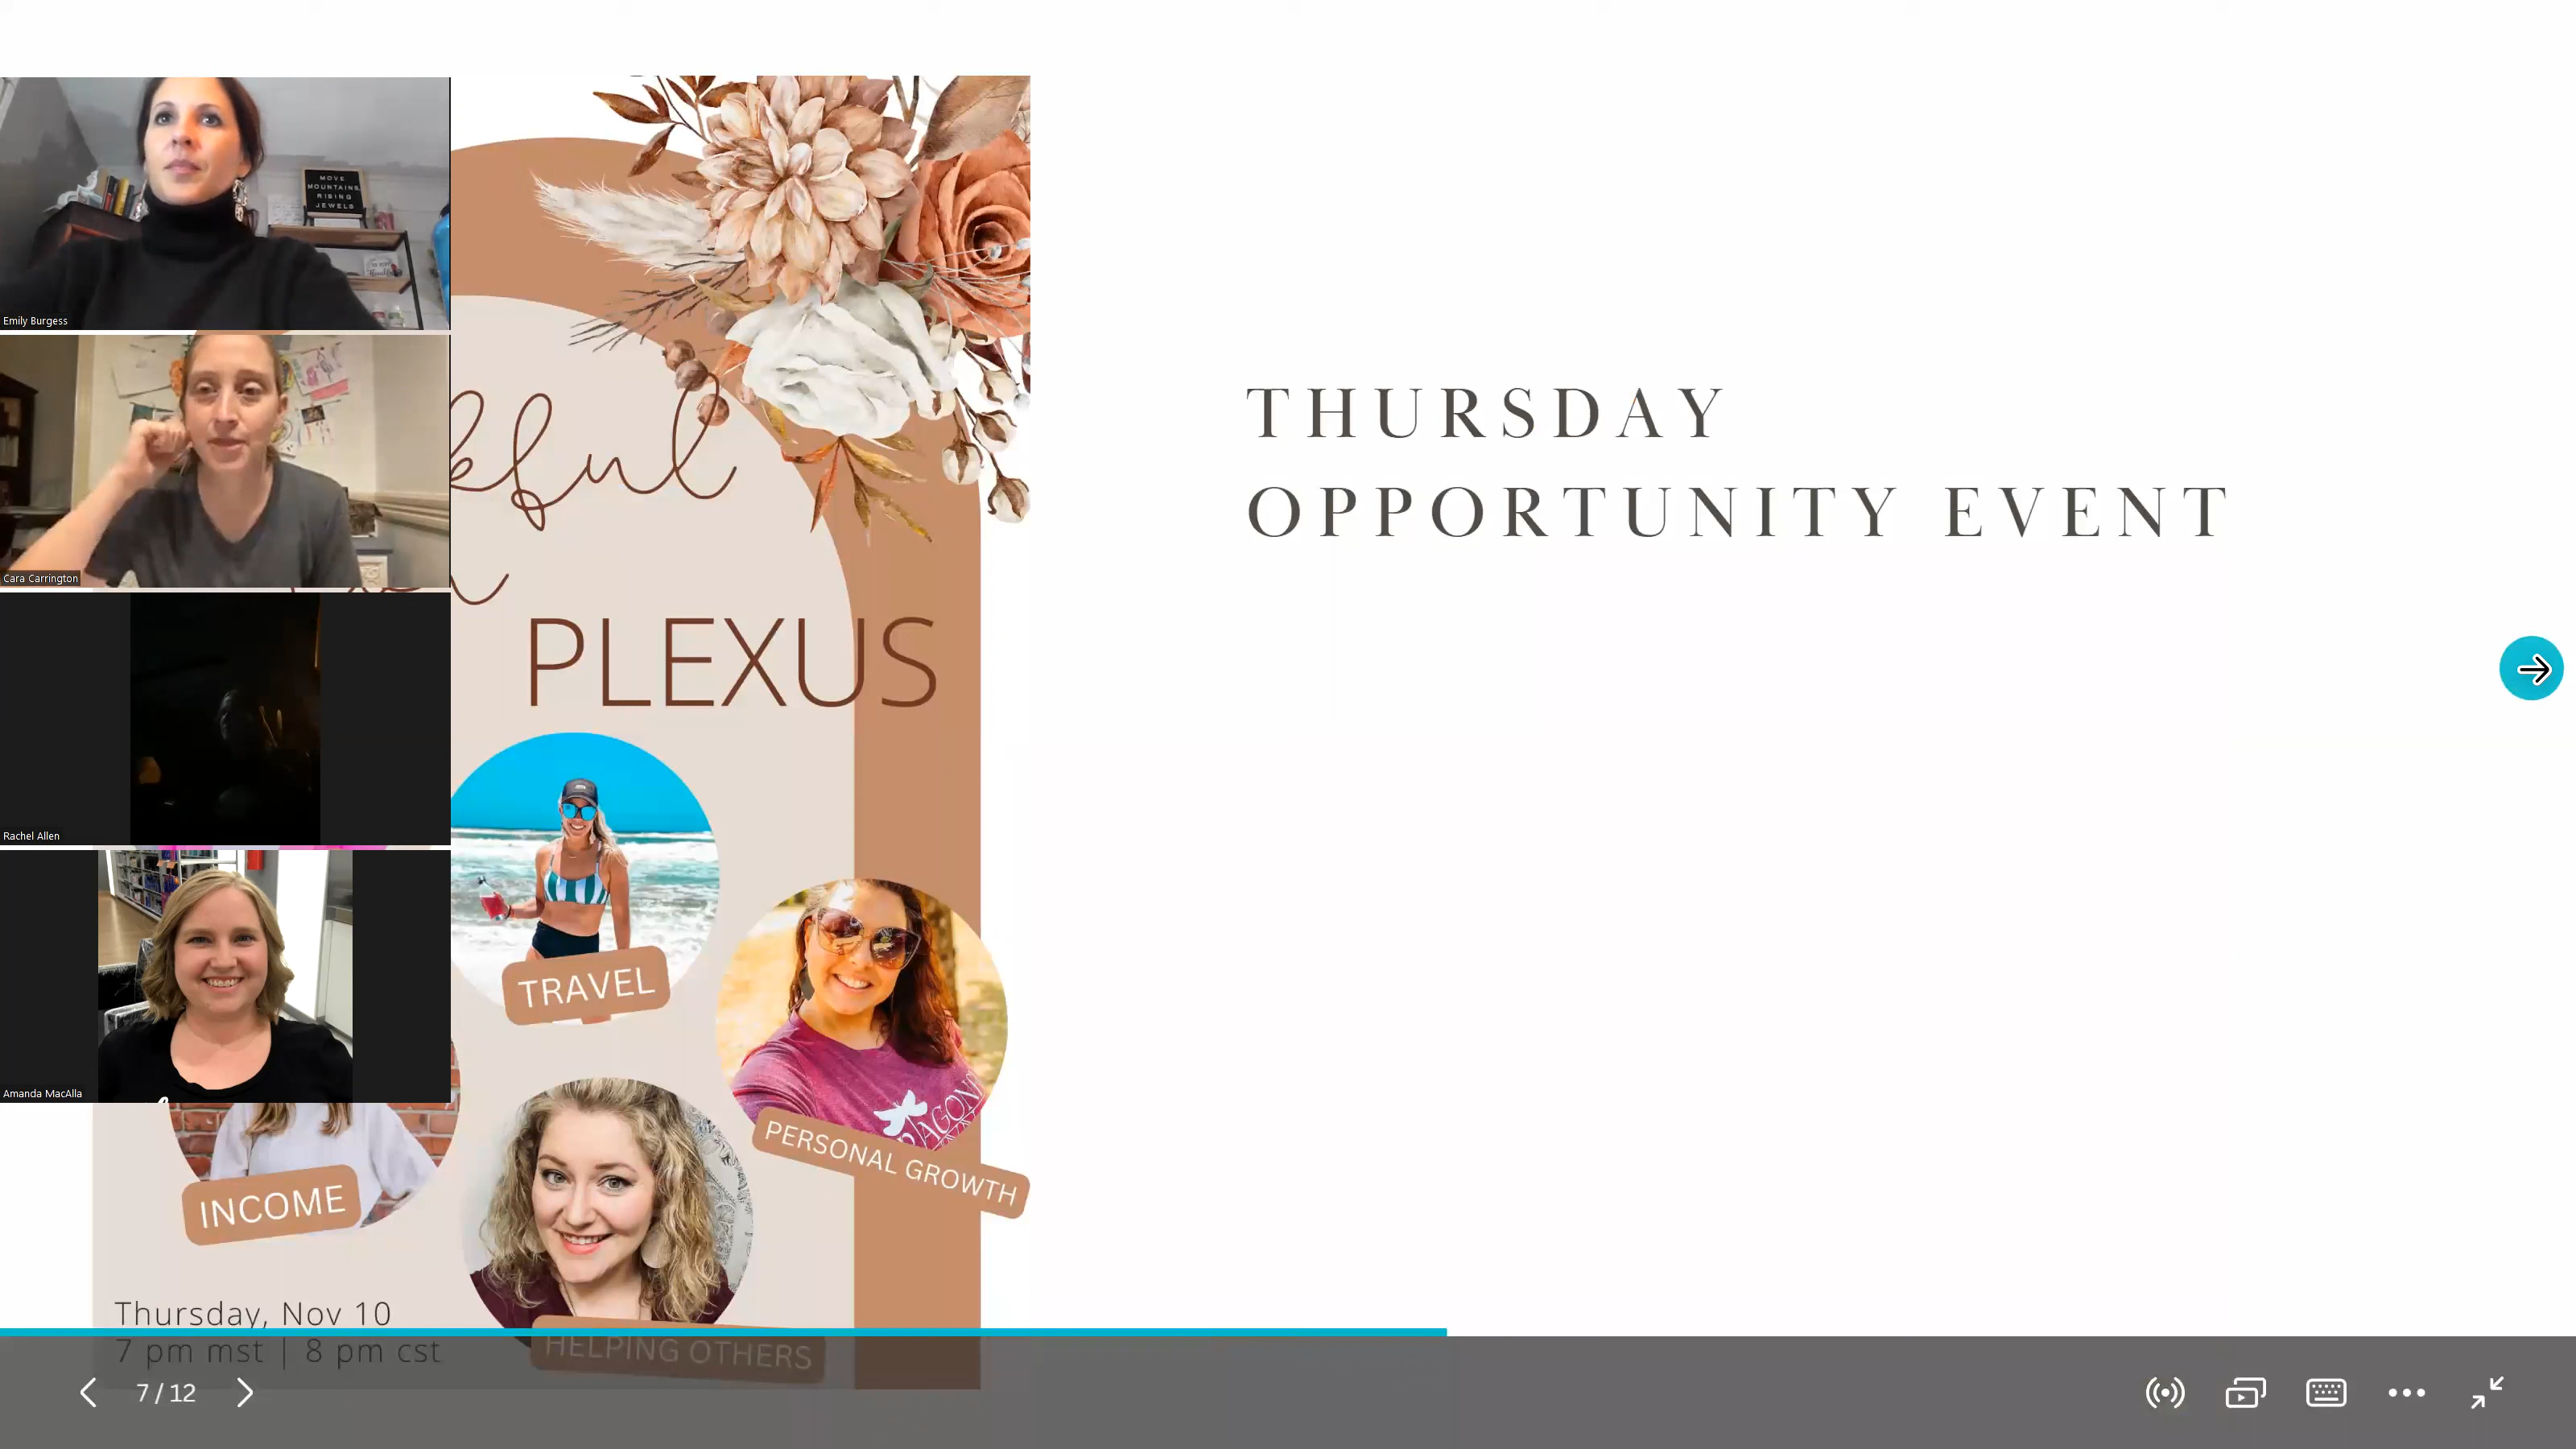 MOVE
MOUNTAINS,
RISING
JEWELS
Emily Burgess
Cara Carrington
Rachel Allen
Amanda MacAlla
kful
PLEXUS
TRAVEL
PERSONAL GROWTH
INCOME
HELPING OTHERS
Thursday, Nov 10
7 pm mst | 8 pm cst
THURSDAY
OPPORTUNITY EVENT
7 / 12